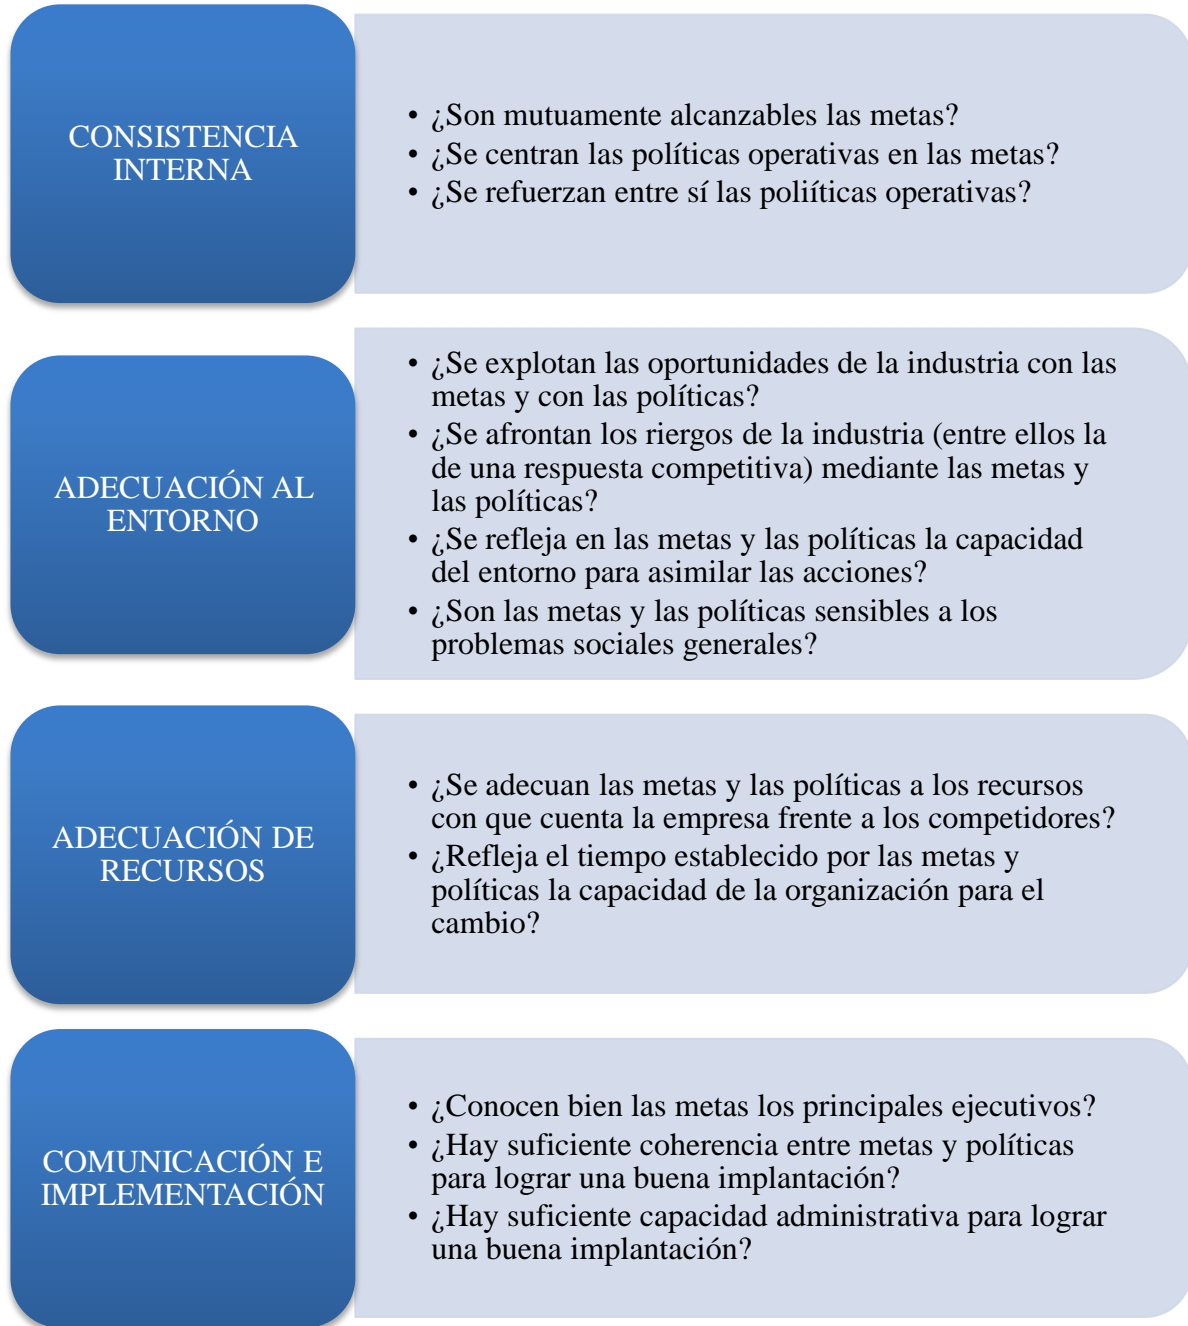 CONSISTENCIA
INTERNA
• ¿Son mutuamente alcanzables las metas?
• ¿Se centran las políticas operativas en las metas?
• ¿Se refuerzan entre sí las poliíticas operativas?
ADECUACIÓN AL
ENTORNO
• ¿Se explotan las oportunidades de la industria con las
metas y con las políticas?
• ¿Se afrontan los riergos de la industria (entre ellos la
de una respuesta competitiva) mediante las metas y
las políticas?
• ¿Se refleja en las metas y las políticas la capacidad
del entorno para asimilar las acciones?
• ¿Son las metas y las políticas sensibles a los
problemas sociales generales?
ADECUACIÓN DE
RECURSOS
• ¿Se adecuan las metas y las políticas a los recursos
con que cuenta la empresa frente a los competidores?
• ¿Refleja el tiempo establecido por las metas y
políticas la capacidad de la organización para el
cambio?
COMUNICACIÓN E
IMPLEMENTACIÓN
• ¿Conocen bien las metas los principales ejecutivos?
• ¿Hay suficiente coherencia entre metas y políticas
para lograr una buena implantación?
• ¿Hay suficiente capacidad administrativa para lograr
una buena implantación?